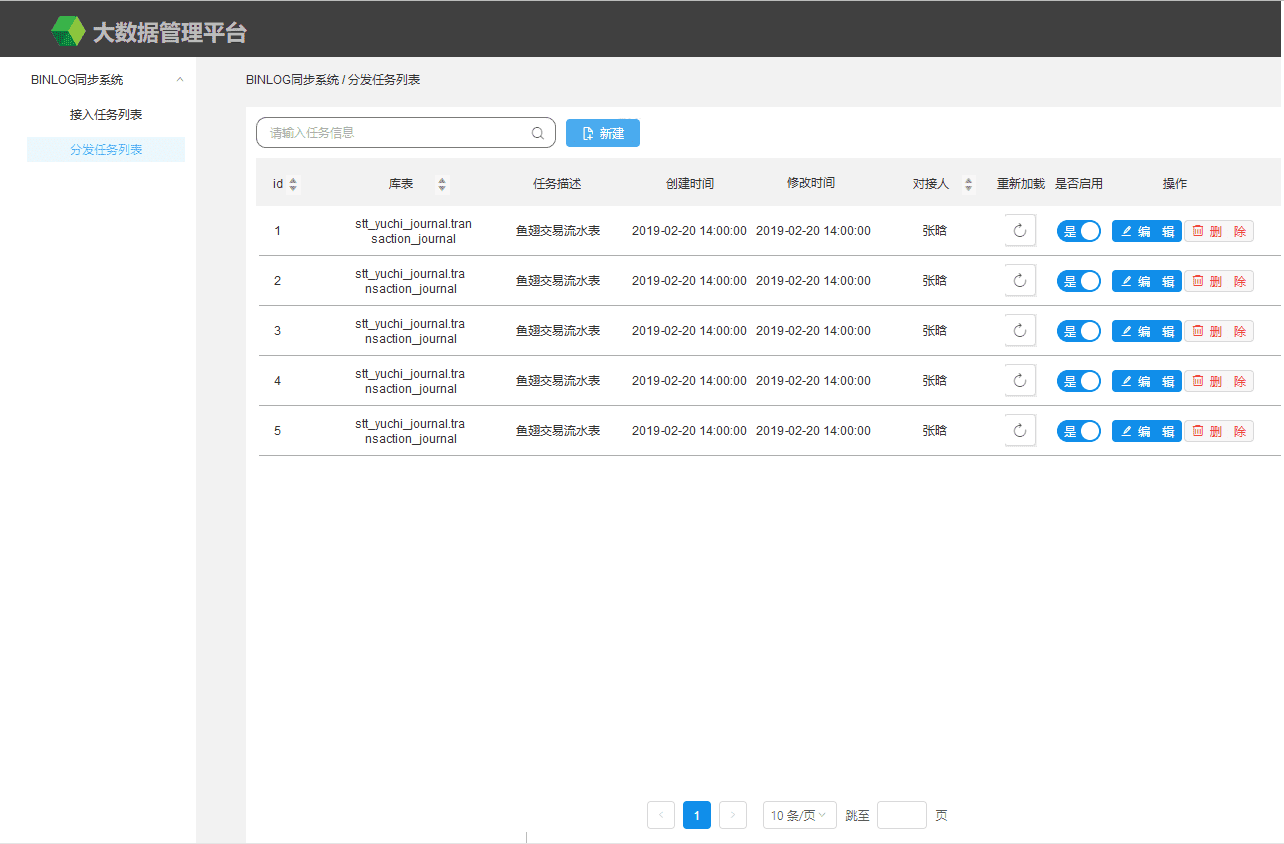 大数据管理平台
BINLOG同步系统
接入任务列表
分发任务列表
BINLOG同步系统 / 分发任务列表
请输入任务信息
新建
id 库表 任务描述 创建时间 修改时间 对接人 重新加载 是否启用 操作
1 stt_yuchi_journal.tran 鱼翅交易流水表 2019-02-20 14:00:00 2019-02-20 14:00:00 张晗 是 编 辑 删 除
saction_journal
2 stt_yuchi_journal.tra 鱼翅交易流水表 2019-02-20 14:00:00 2019-02-20 14:00:00 张晗 是 编 辑 删 除
nsaction_journal
3 stt_yuchi_journal.tra 鱼翅交易流水表 2019-02-20 14:00:00 2019-02-20 14:00:00 张晗 是 编 辑 删 除
nsaction_journal
4 stt_yuchi_journal.tra 鱼翅交易流水表 2019-02-20 14:00:00 2019-02-20 14:00:00 张晗 是 编 辑 删 除
nsaction_journal
5 stt_yuchi_journal.tra 鱼翅交易流水表 2019-02-20 14:00:00 2019-02-20 14:00:00 张晗 是 编 辑 删 除
nsaction_journal
1 10 条/页 跳至 页